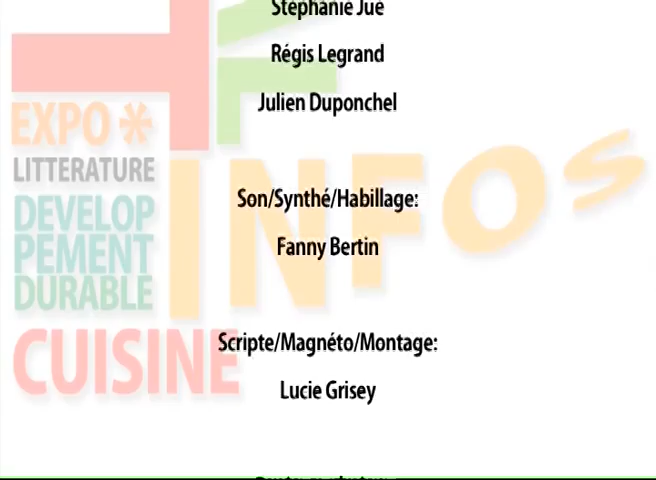 Stéphanie Jué
Régis Legrand
Julien Duponchel
EXPO *
LITTERATURE
DEVELOP
PEMENT
DURABLE
CUISINE
INFOS
Son/Synthé/Habillage:
Fanny Bertin
Scripte/Magnéto/Montage:
Lucie Grisey